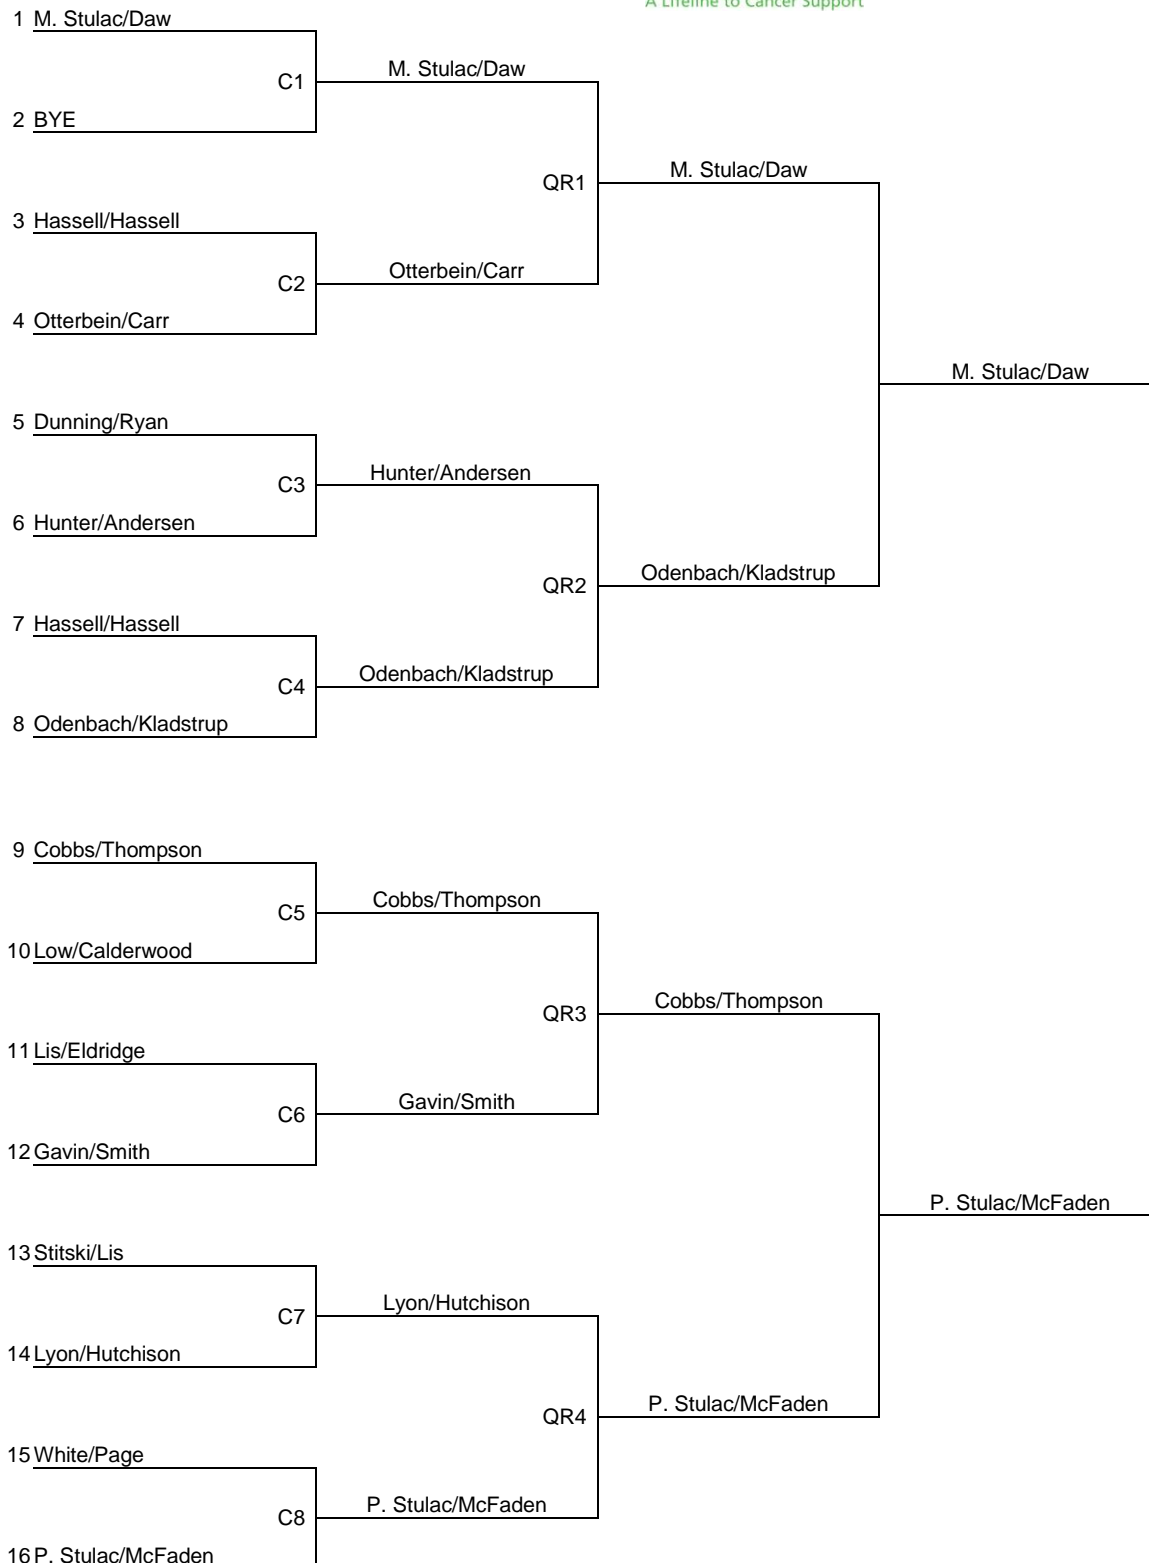 A Lifeline to Cancer Support
1 M. Stulac/Daw
M. Stulac/Daw
C1
2 BYE
M. Stulac/Daw
QR1
3 Hassell/Hassell
Otterbein/Carr
C2
4 Otterbein/Carr
M. Stulac/Daw
5 Dunning/Ryan
Hunter/Andersen
C3
6 Hunter/Andersen
Odenbach/Kladstrup
QR2
7 Hassell/Hassell
Odenbach/Kladstrup
C4
8 Odenbach/Kladstrup
9 Cobbs/Thompson
Cobbs/Thompson
C5
10 Low/Calderwood
Cobbs/Thompson
QR3
11 Lis/Eldridge
Gavin/Smith
C6
12 Gavin/Smith
P. Stulac/McFaden
13 Stitski/Lis
Lyon/Hutchison
C7
14 Lyon/Hutchison
P. Stulac/McFaden
QR4
15 White/Page
P. Stulac/McFaden
C8
16 P. Stulac/McFaden